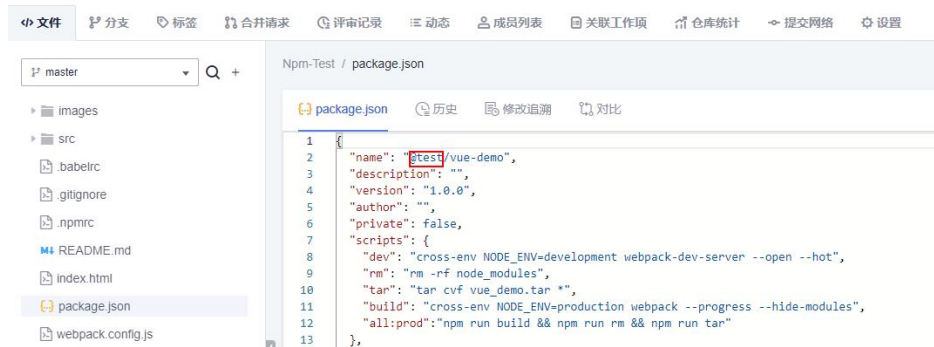 文件 分支 标签 合并请求 评审记录 动态 成员列表 关联工作项 仓库统计 提交网络 设置
master
Npm-Test / package.json
images
src
.babelrc
.gitignore
.npmrc
README.md
index.html
package.json
webpack.config.js
package.json 历史 修改追溯 对比
1 {
2 "name": "@test/vue-demo",
3 "description": "",
4 "version": "1.0.0",
5 "author": "",
6 "private": false,
7 "scripts": {
8 "dev": "cross-env NODE_ENV=development webpack-dev-server --open --hot",
9 "rm": "rm -rf node_modules",
10 "tar": "tar cvf vue_demo.tar *",
11 "build": "cross-env NODE_ENV=production webpack --progress --hide-modules",
12 "all:prod":"npm run build && npm run rm && npm run tar"
13 },